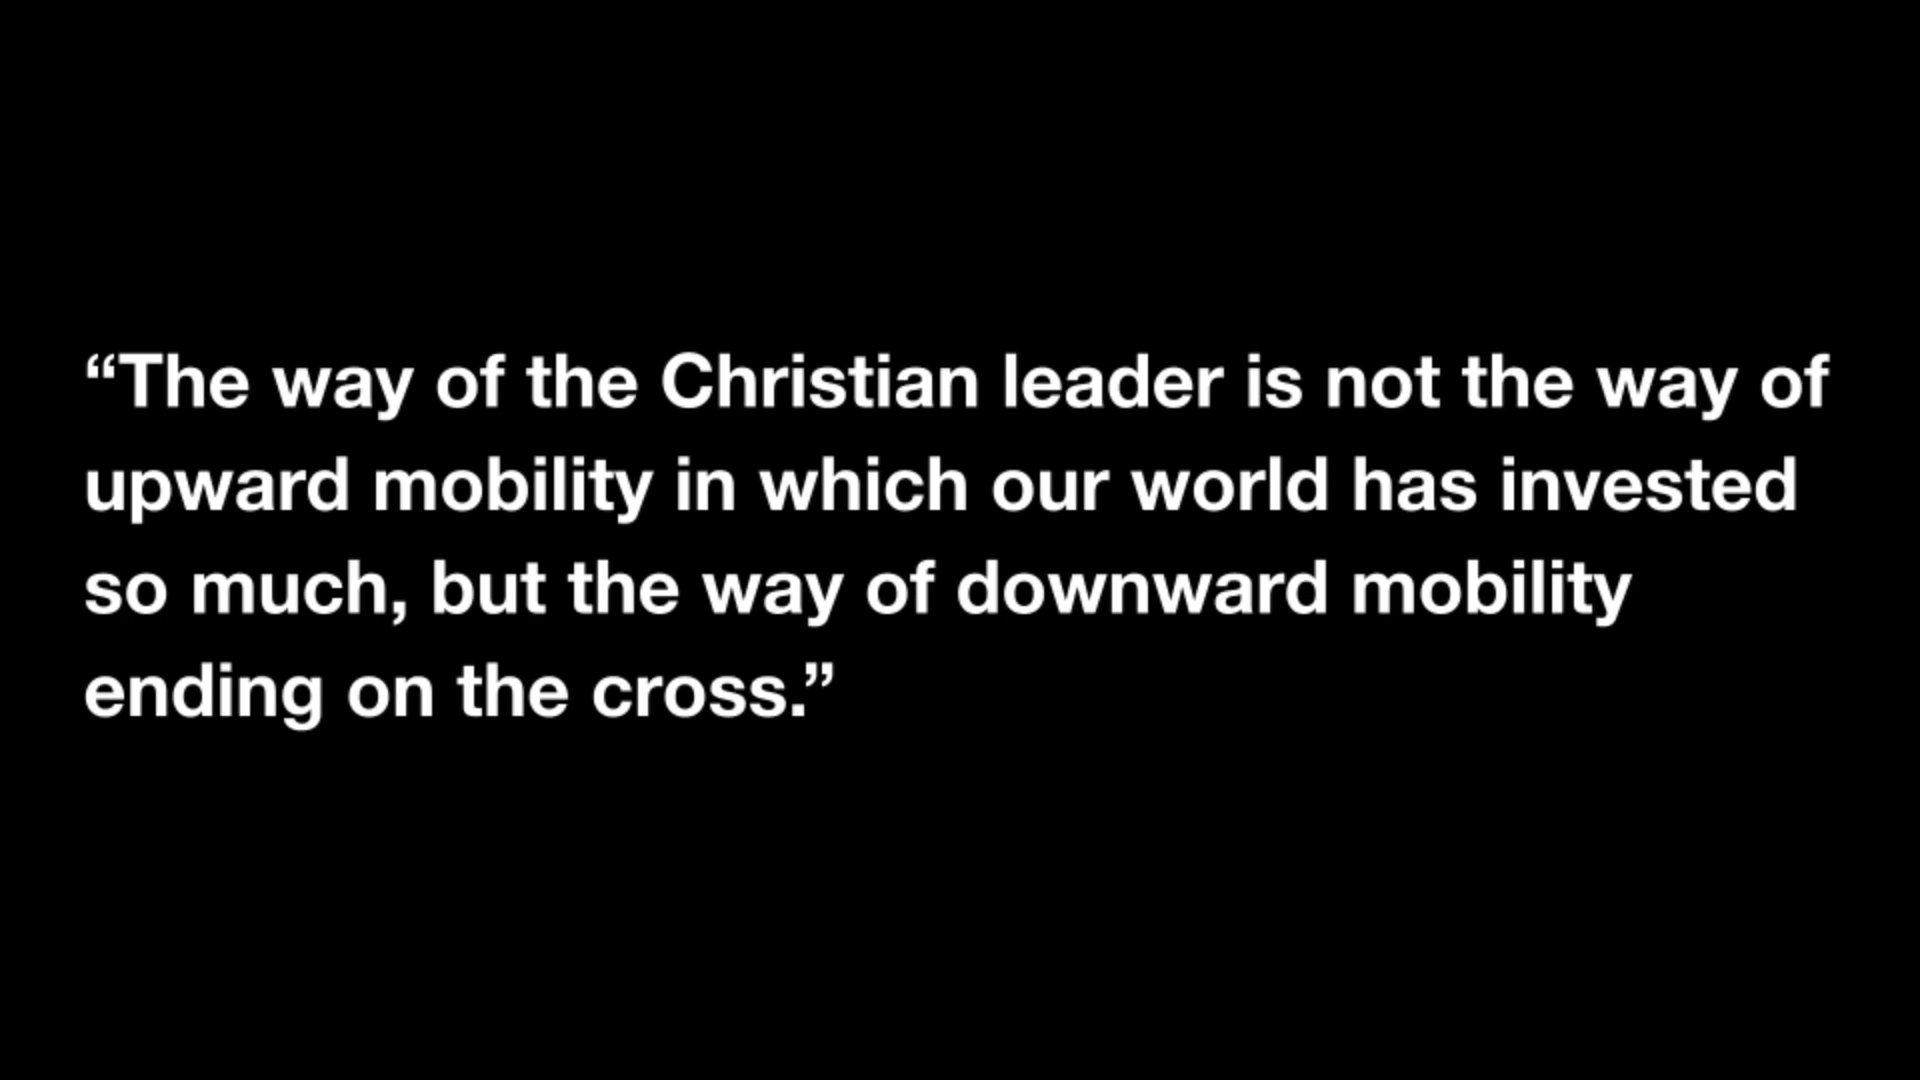 “The way of the Christian leader is not the way of
upward mobility in which our world has invested
so much, but the way of downward mobility
ending on the cross.”